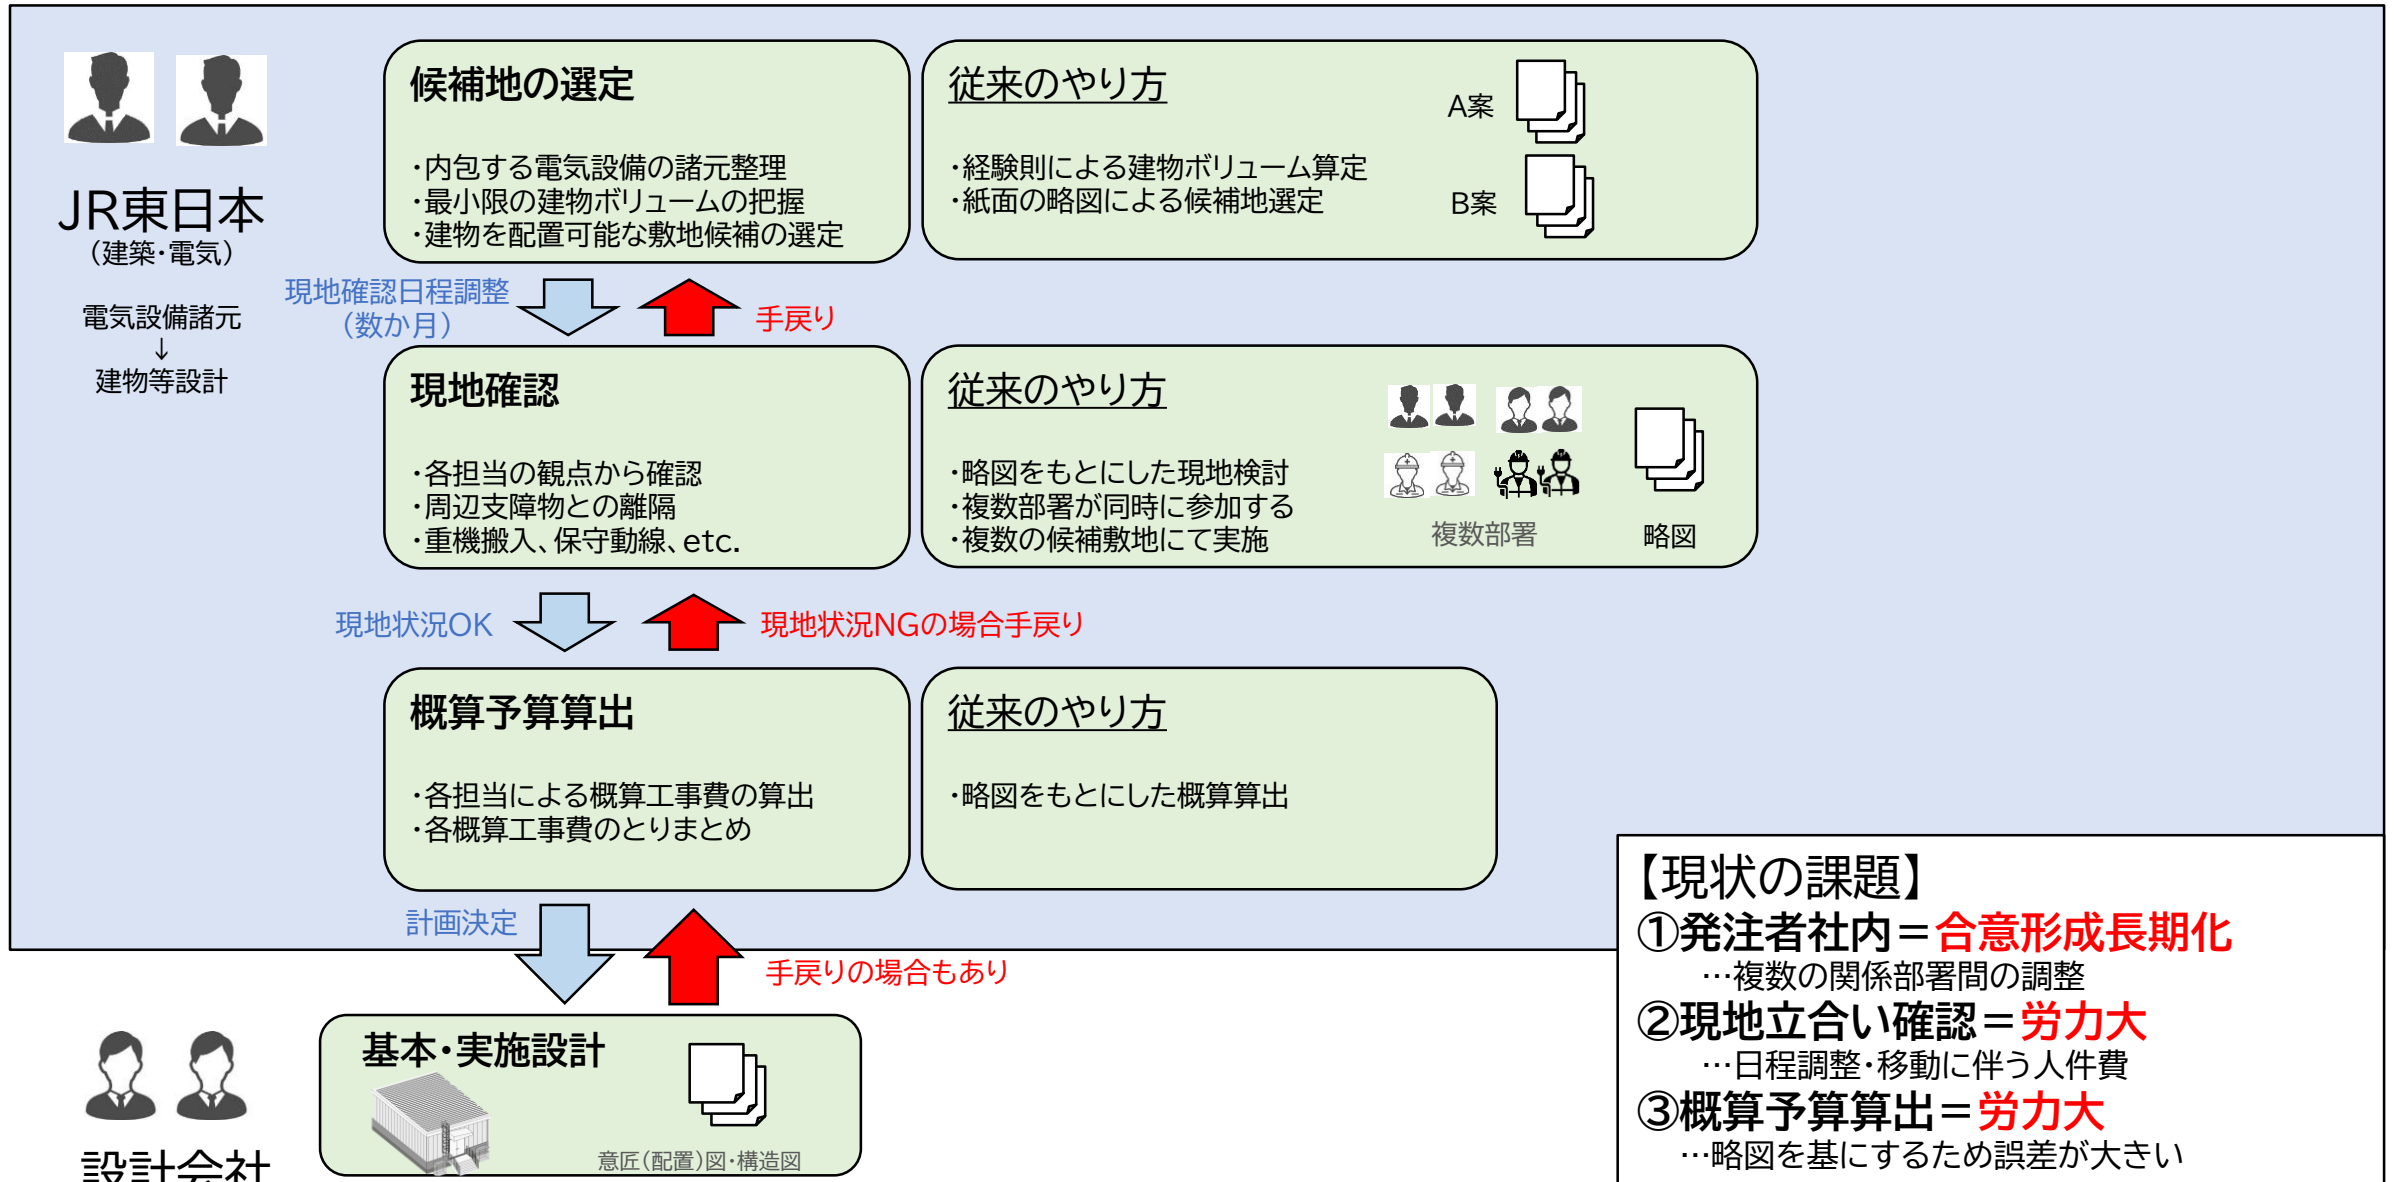 JR東日本
（建築・電気）
電気設備諸元
↓
建物等設計
候補地の選定
・内包する電気設備の諸元整理
・最小限の建物ボリュームの把握
・建物を配置可能な敷地候補の選定
従来のやり方
・経験則による建物ボリューム算定
・紙面の略図による候補地選定
A案
B案
現地確認日程調整
（数か月）
手戻り
現地確認
・各担当の観点から確認
・周辺支障物との離隔
・重機搬入、保守動線、etc.
従来のやり方
・略図をもとにした現地検討
・複数部署が同時に参加する
・複数の候補敷地にて実施
複数部署
略図
現地状況OK
現地状況NGの場合手戻り
概算予算算出
・各担当による概算工事費の算出
・各概算工事費のとりまとめ
従来のやり方
・略図をもとにした概算算出
計画決定
手戻りの場合もあり
設計会社
基本・実施設計
意匠（配置）図・構造図
【現状の課題】
①発注者社内＝合意形成長期化
…複数の関係部署間の調整
②現地立合い確認＝労力大
…日程調整・移動に伴う人件費
③概算予算算出＝労力大
…略図を基にするため誤差が大きい